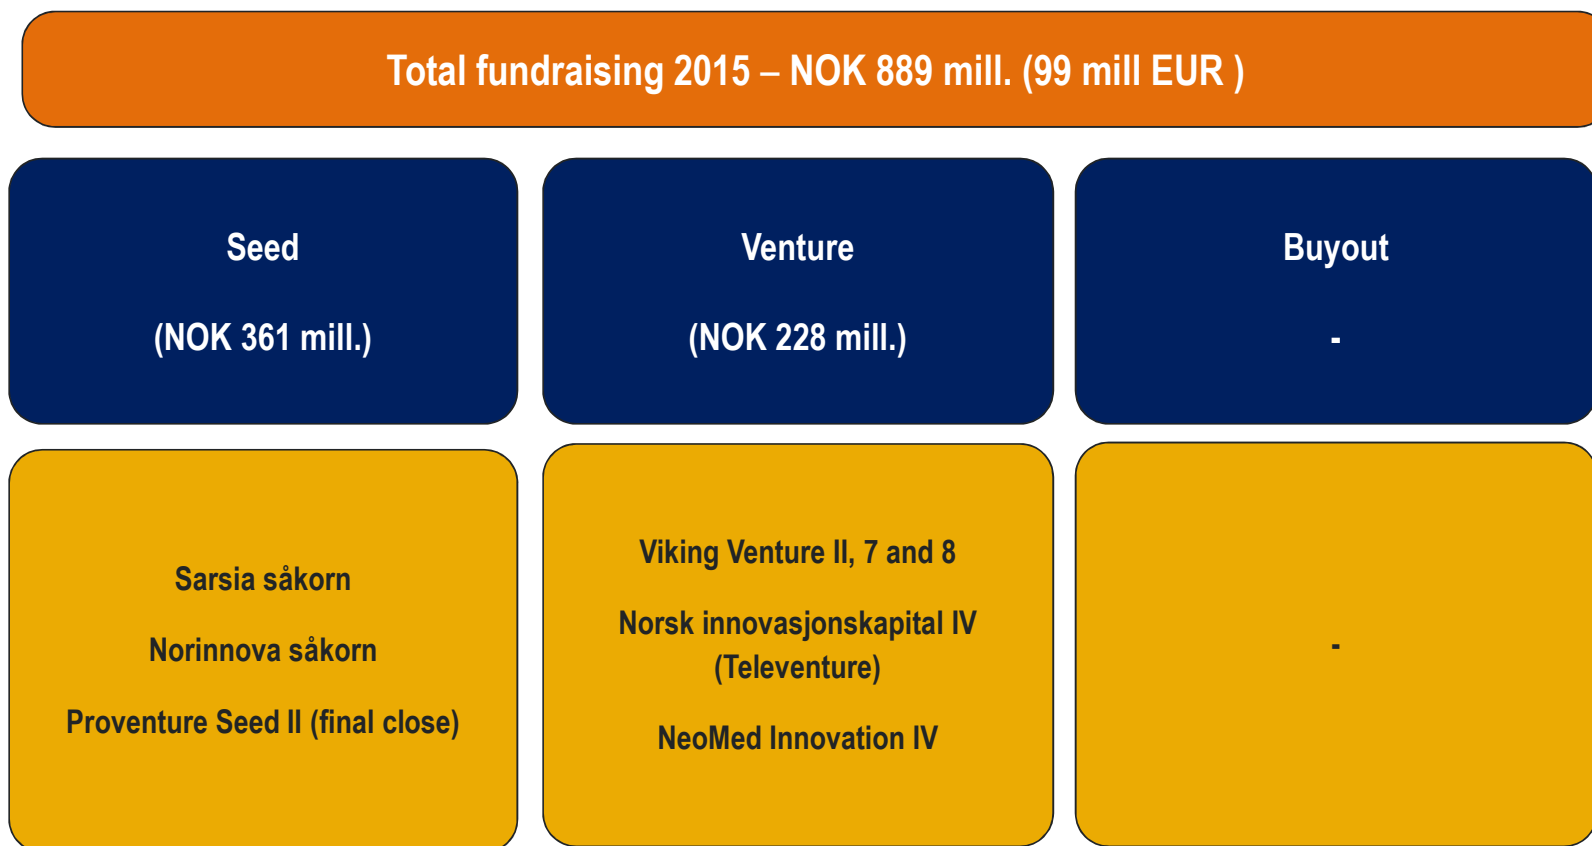 Total fundraising 2015 – NOK 889 mill. (99 mill EUR )
Seed
(NOK 361 mill.)
Venture
(NOK 228 mill.)
Buyout
-
Sarsia såkorn
Norinnova såkorn
Proventure Seed II (final close)
Viking Venture II, 7 and 8
Norsk innovasjonskapital IV
(Televenture)
NeoMed Innovation IV
-